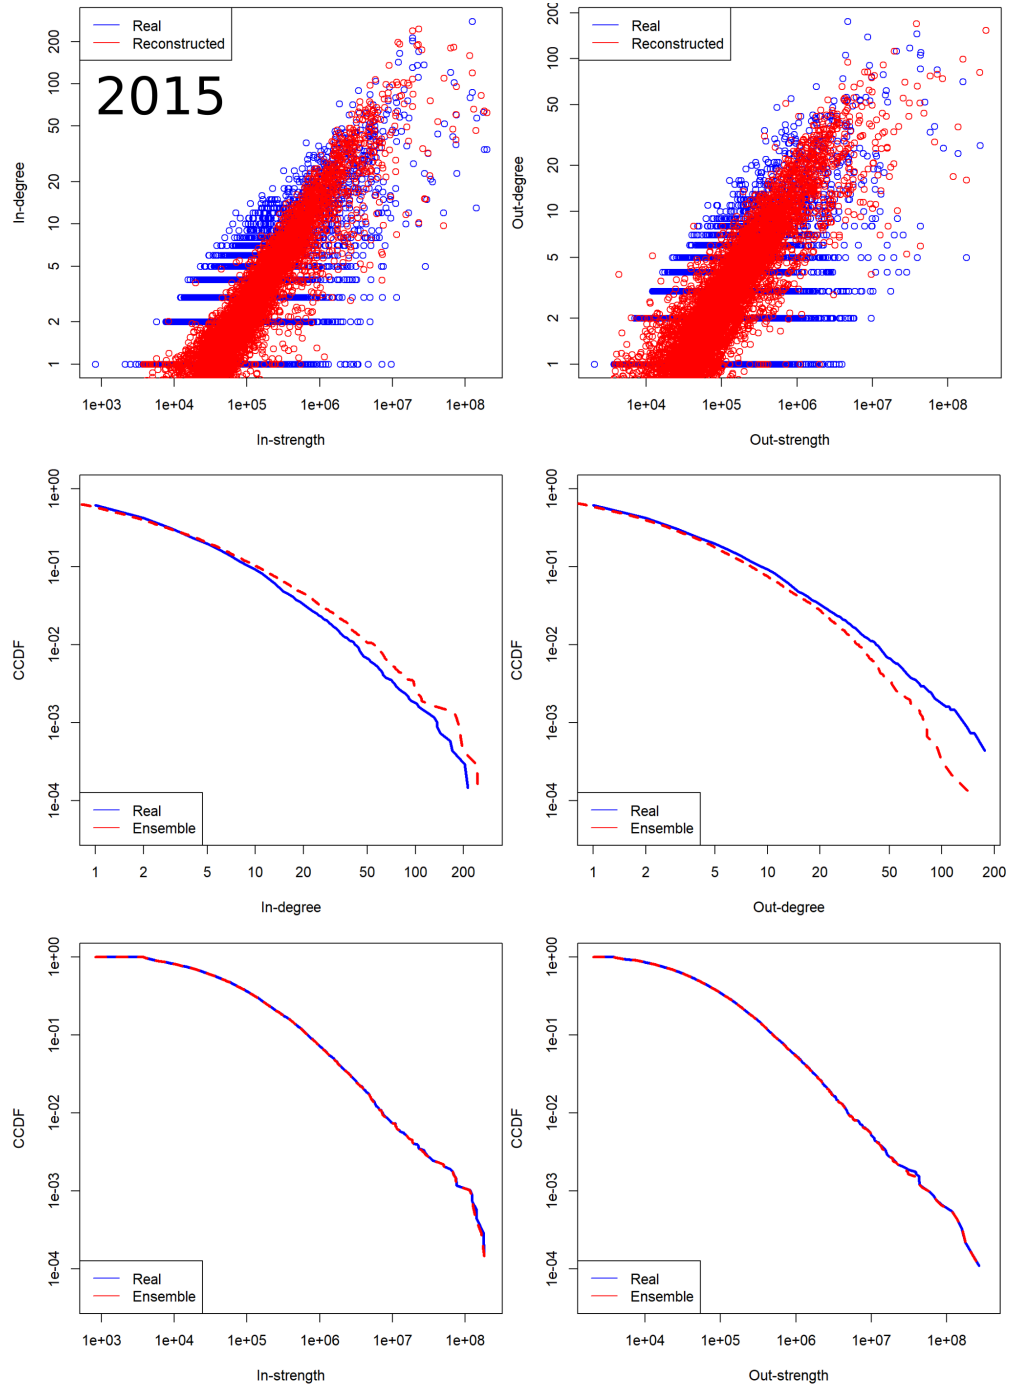 Real
Reconstructed
2015
In-degree
1 2 5 10 20 50 100 200
1e+03 1e+04 1e+05 1e+06 1e+07 1e+08
In-strength
Real
Reconstructed
Out-degree
1 2 5 10 20 50 100 200
1e+04 1e+05 1e+06 1e+07 1e+08
Out-strength
CCDF
1e-04 1e-03 1e-02 1e-01 1e+00
Real
Ensemble
1 2 5 10 20 50 100 200
In-degree
CCDF
1e-04 1e-03 1e-02 1e-01 1e+00
Real
Ensemble
1 2 5 10 20 50 100 200
Out-degree
CCDF
1e-04 1e-03 1e-02 1e-01 1e+00
Real
Ensemble
1e+03 1e+04 1e+05 1e+06 1e+07 1e+08
In-strength
CCDF
1e-04 1e-03 1e-02 1e-01 1e+00
Real
Ensemble
1e+04 1e+05 1e+06 1e+07 1e+08
Out-strength